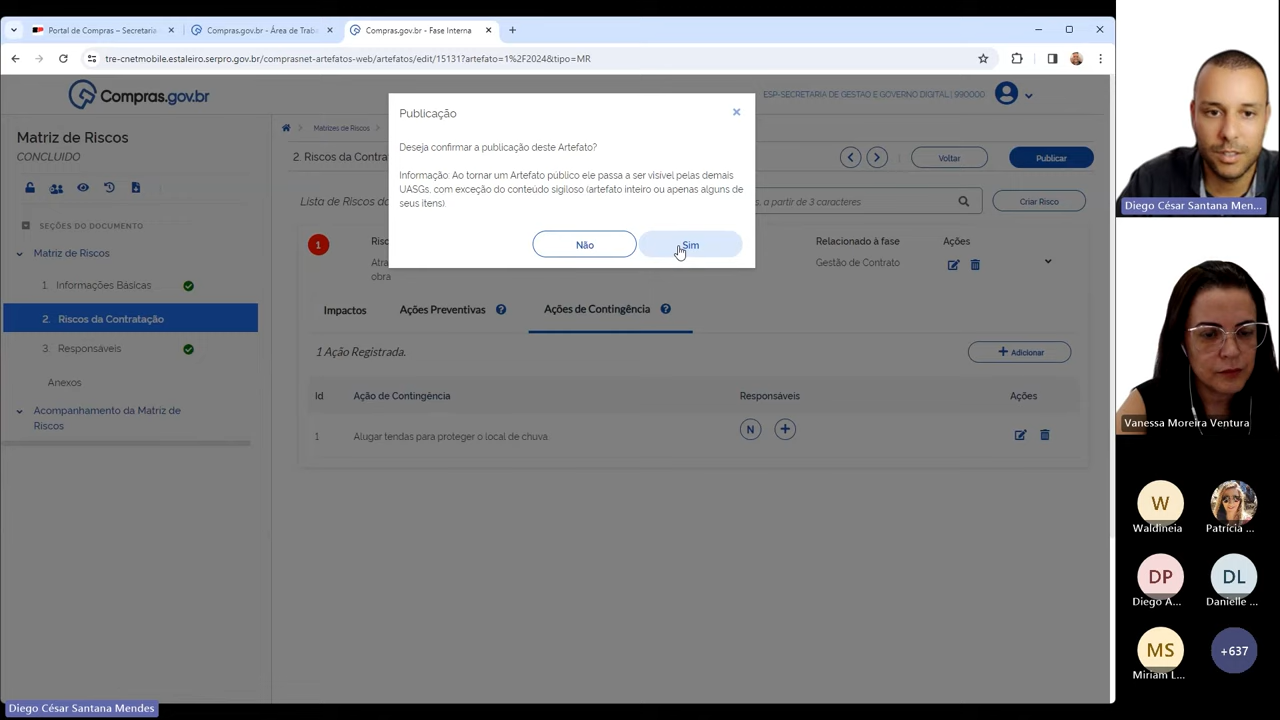 Portal de Compras – Secretaria
Compras.gov.br - Área de Trab
Compras.gov.br - Fase Interna
tre-cnetmobile.estaleiro.serpro.gov.br/comprasnet-artefatos-web/artefatos/edit/15131?artefato=1%2F2024&tipo=MR
Compras.gov.br
ESP-SECRETARIA DE GESTAO E GOVERNO DIGITAL | 990000
Matriz de Riscos
CONCLUIDO
SEÇÕES DO DOCUMENTO
Matriz de Riscos
1. Informações Básicas
2. Riscos da Contratação
3. Responsáveis
Anexos
Acompanhamento da Matriz de
Riscos
Matrizes de Riscos
2. Riscos da Contra
Voltar
Publicar
Lista de Riscos do
, a partir de 3 caracteres
Criar Risco
Publicação
Deseja confirmar a publicação deste Artefato?
Informação: Ao tornar um Artefato público ele passa a ser visível pelas demais
UASGs, com exceção do conteúdo sigiloso (artefato inteiro ou apenas alguns de
seus ítens).
Não
Sim
1
Risc
Relacionado à fase
Ações
Atra
obra
Gestão de Contrato
Impactos
Ações Preventivas
Ações de Contingência
1 Ação Registrada.
Adicionar
Id
Ação de Contingência
Responsáveis
Ações
1
Alugar tendas para proteger o local de chuva.
N
Diego César Santana Mendes
Diego César Santana Men...
Vanessa Moreira Ventura
W
Waldineia
Patrícia ...
DP
Diego A...
DL
Danielle ...
MS
Miriam L...
+637